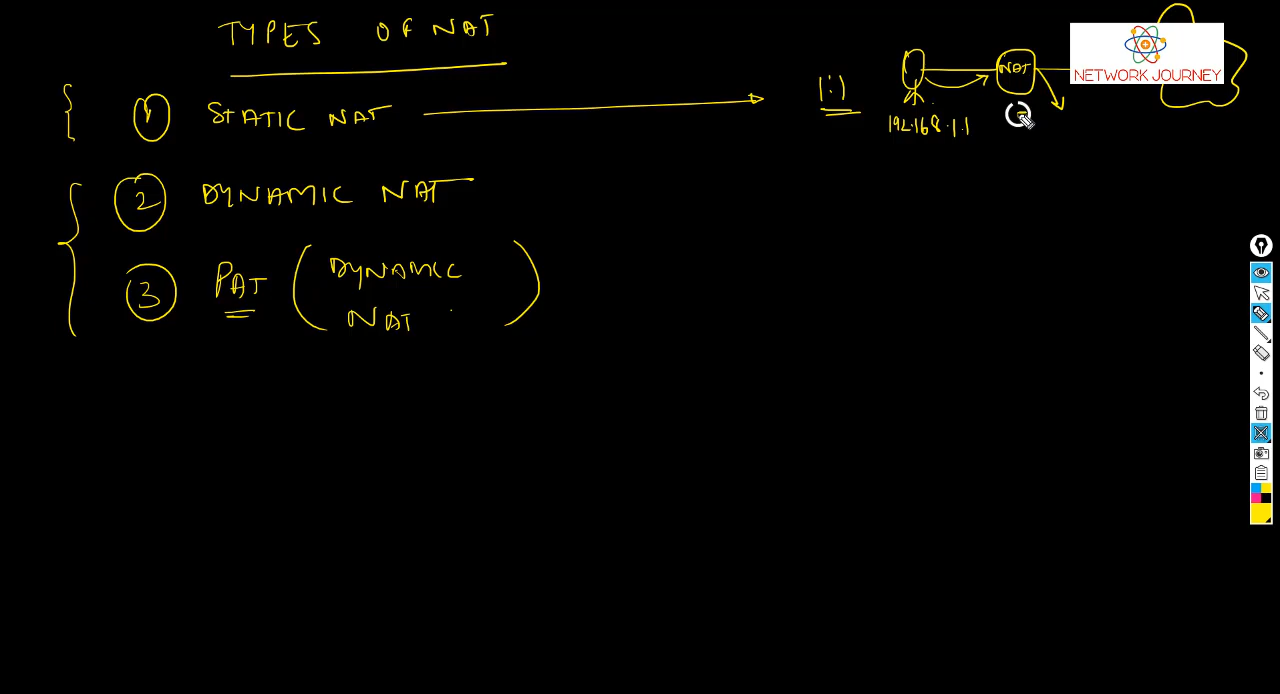 TYPES OF NAT
1 STATIC NAT
1:1
NAT
192.168.1.1
NETWORK JOURNEY
2 DYNAMIC NAT
3 PAT ( DYNAMIC
NAT )